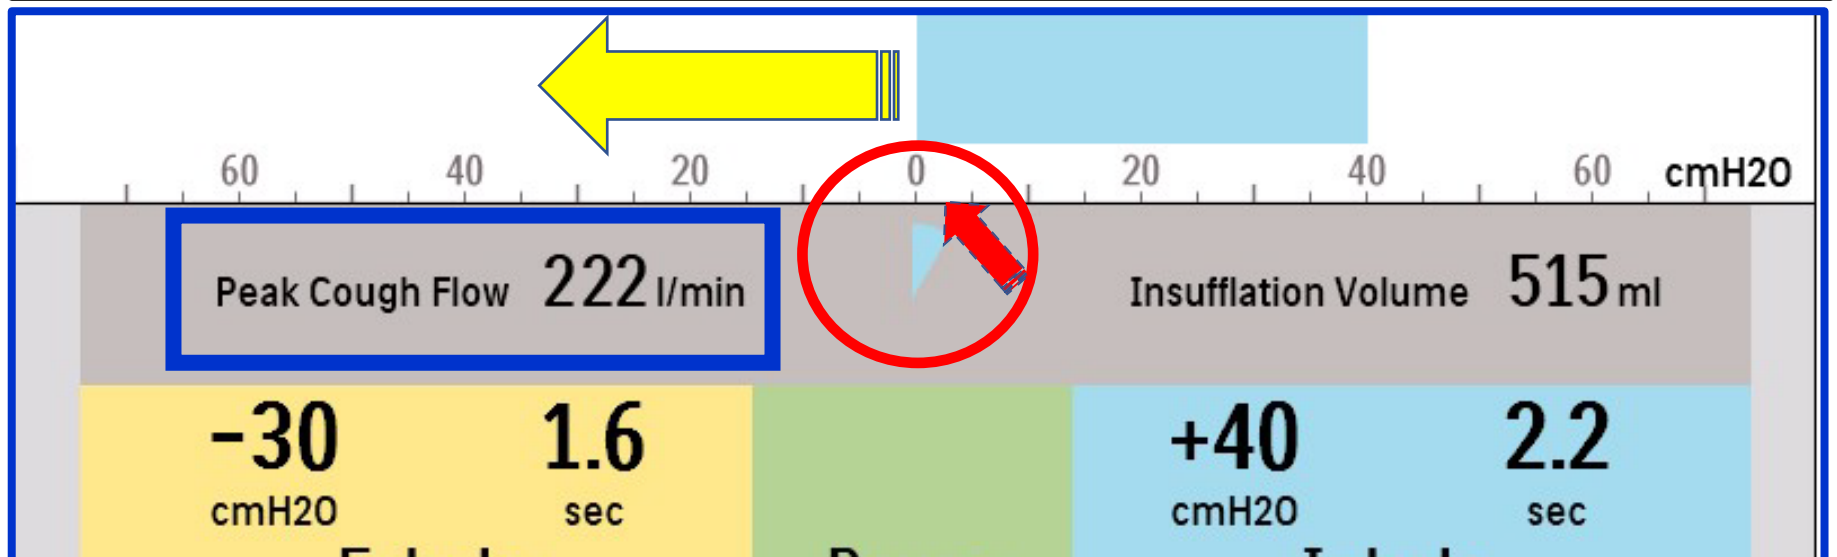 60 40 20 0 20 40 60 cmH2O
Peak Cough Flow 222 l/min Insufflation Volume 515 ml
-30 1.6 +40 2.2
cmH2O sec cmH2O sec